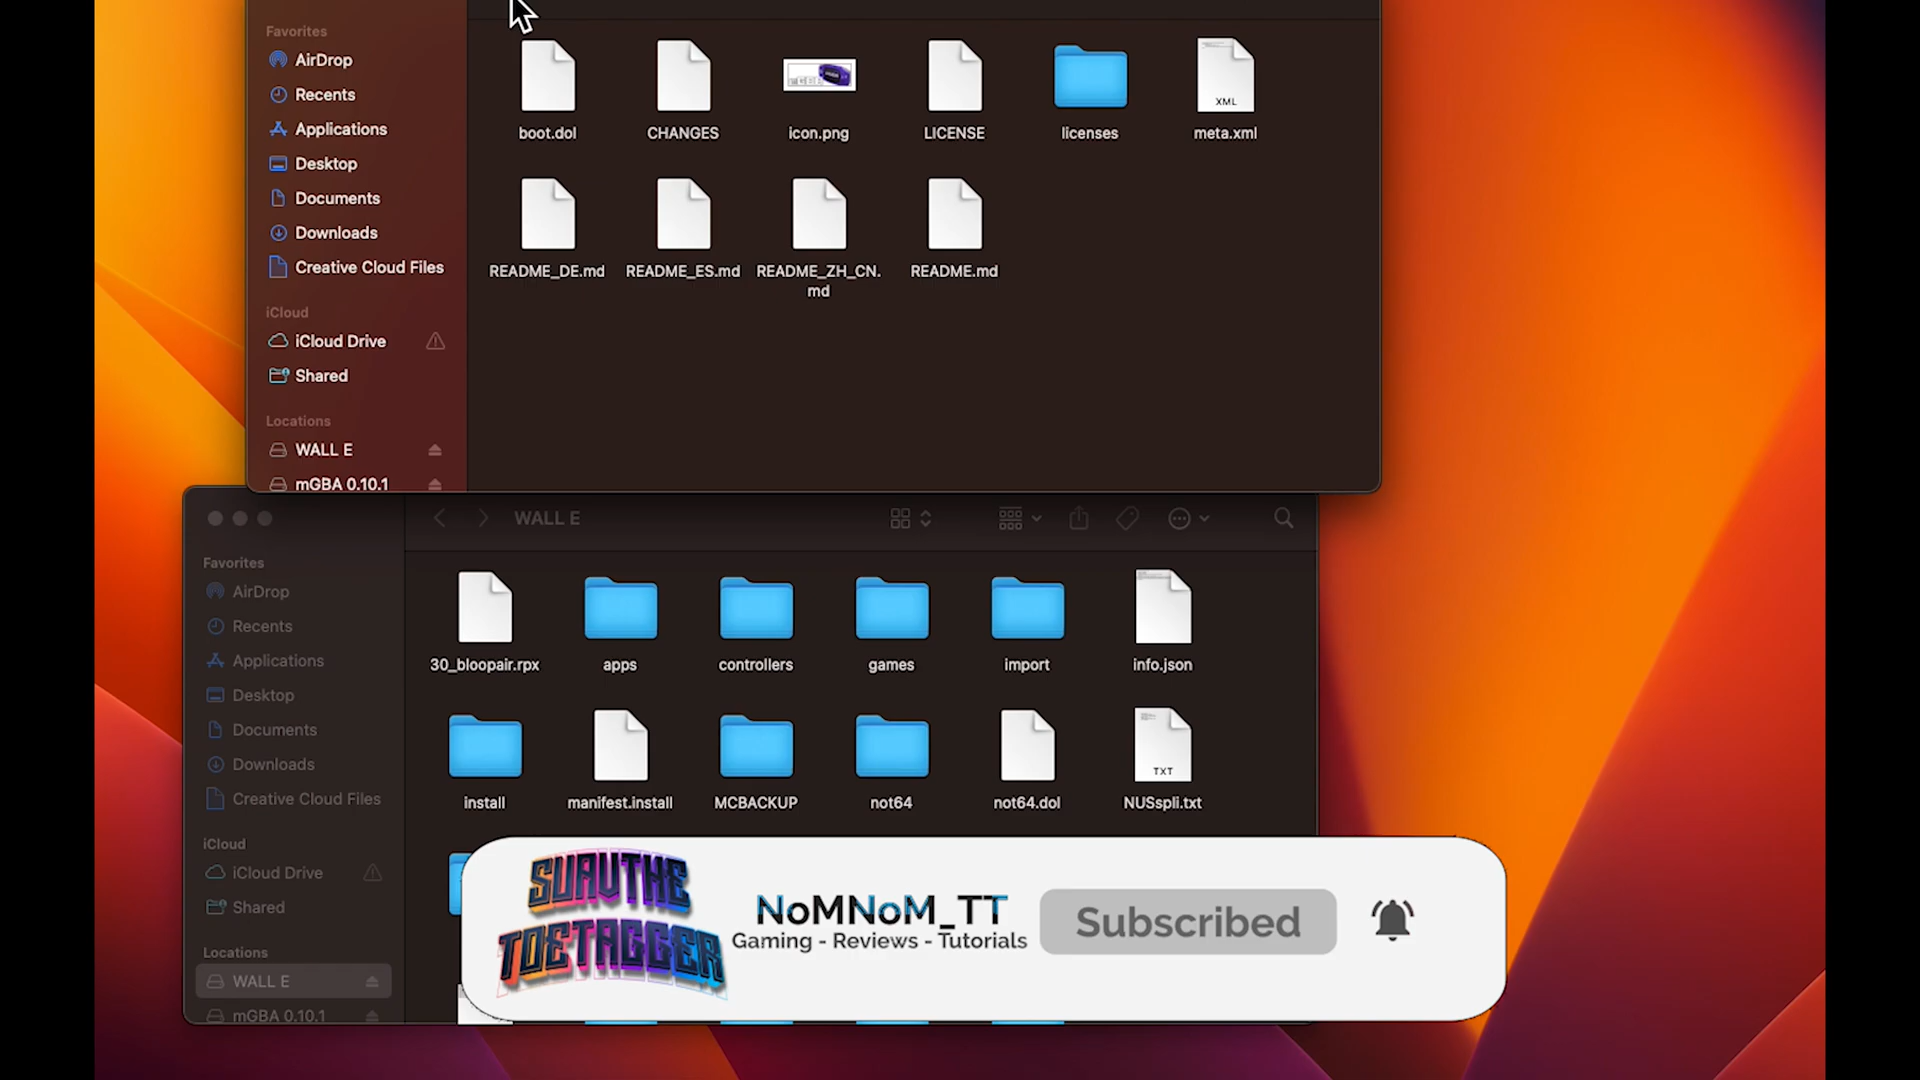 Favorites
AirDrop
Recents
Applications
Desktop
Documents
Downloads
Creative Cloud Files
iCloud
iCloud Drive
Shared
Locations
WALL E
mGBA 0.10.1
boot.dol
CHANGES
icon.png
LICENSE
licenses
XML
meta.xml
README_DE.md
README_ES.md
README_ZH_CN.
md
README.md
WALL E
Favorites
AirDrop
Recents
Applications
Desktop
Documents
Downloads
Creative Cloud Files
iCloud
iCloud Drive
Shared
Locations
WALL E
mGBA 0.10.1
30_bloopair.rpx
apps
controllers
games
import
info.json
install
manifest.install
MCBACKUP
not64
not64.dol
TXT
NUSspli.txt
SUAVTHE
TOETAGGER
NoMNoM_TT
Gaming - Reviews - Tutorials
Subscribed